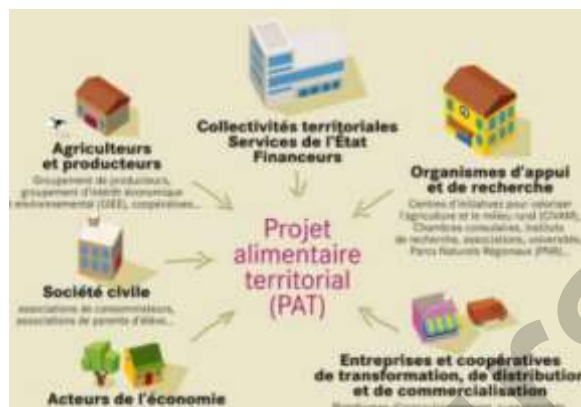 Collectivités territoriales
Services de l'État
Financeurs
Agriculteurs
et producteurs
Groupement de producteurs,
groupement d'intérêt économique
environnemental (GIEE), coopératives...
Organismes d'appui
et de recherche
Centres d'initiatives pour valoriser
l'agriculture et le milieu rural (CIVAM),
Chambres consulaires, instituts
de recherche, associations, universités,
Parcs Naturels Régionaux (PNR)...
Projet
alimentaire
territorial
(PAT)
Société civile
associations de consommateurs,
associations de parents d'élève...
Entreprises et coopératives
de transformation, de distribution
et de commercialisation
Acteurs de l'économie